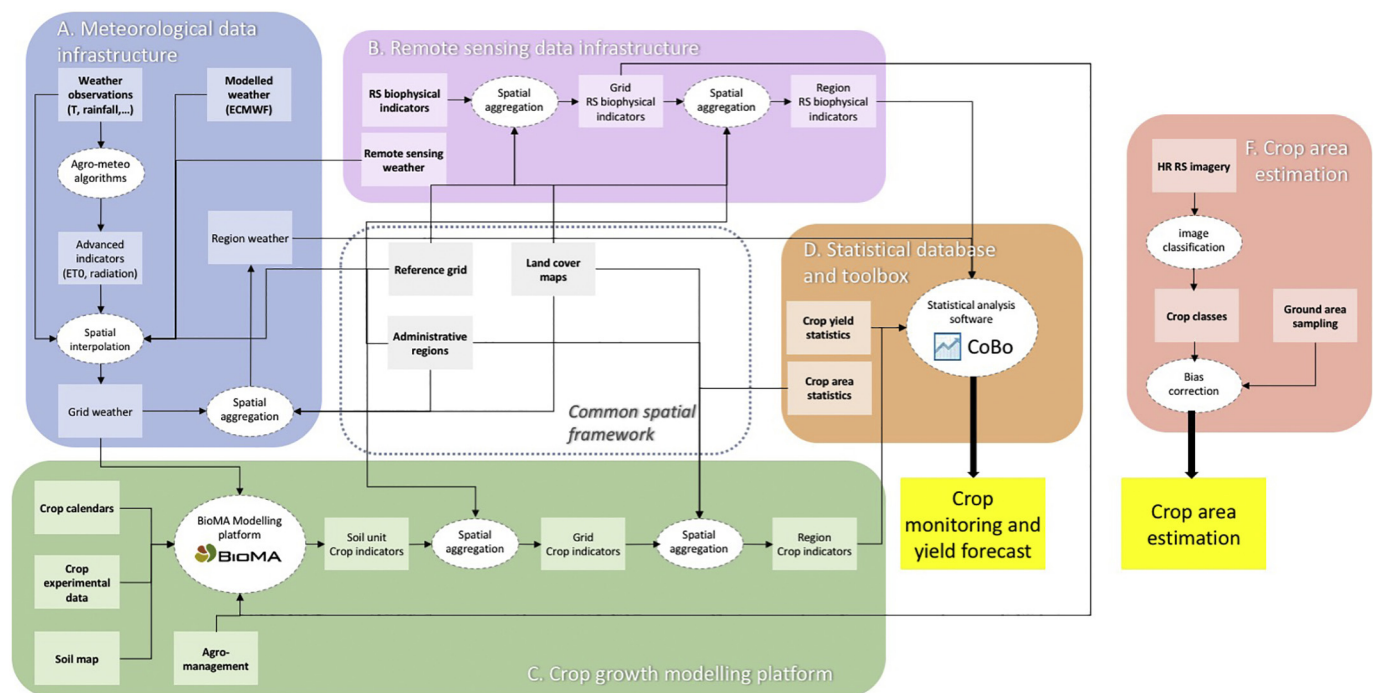 A. Meteorological data
infrastructure
Weather
observations
(T, rainfall,...)
Modelled
weather
(ECMWF)
Agro-meteo
algorithms
Advanced
indicators
(ET0, radiation)
Region weather
Spatial
interpolation
Grid weather
Spatial
aggregation
B. Remote sensing data infrastructure
RS biophysical
indicators
Spatial
aggregation
Grid
RS biophysical
indicators
Spatial
aggregation
Region
RS biophysical
indicators
Remote sensing
weather
Reference grid
Land cover
maps
Administrative
regions
Common spatial
framework
D. Statistical database
and toolbox
Crop yield
statistics
Crop area
statistics
Statistical analysis
software
CoBo
Crop
monitoring and
yield forecast
F. Crop area
estimation
HR RS imagery
image
classification
Crop classes
Ground area
sampling
Bias
correction
Crop area
estimation
Crop calendars
Crop
experimental
data
Soil map
Agro-
management
BioMA Modelling
platform
BIOMA
Soil unit
Crop indicators
Spatial
aggregation
Grid
Crop indicators
Spatial
aggregation
Region
Crop indicators
C. Crop growth modelling platform